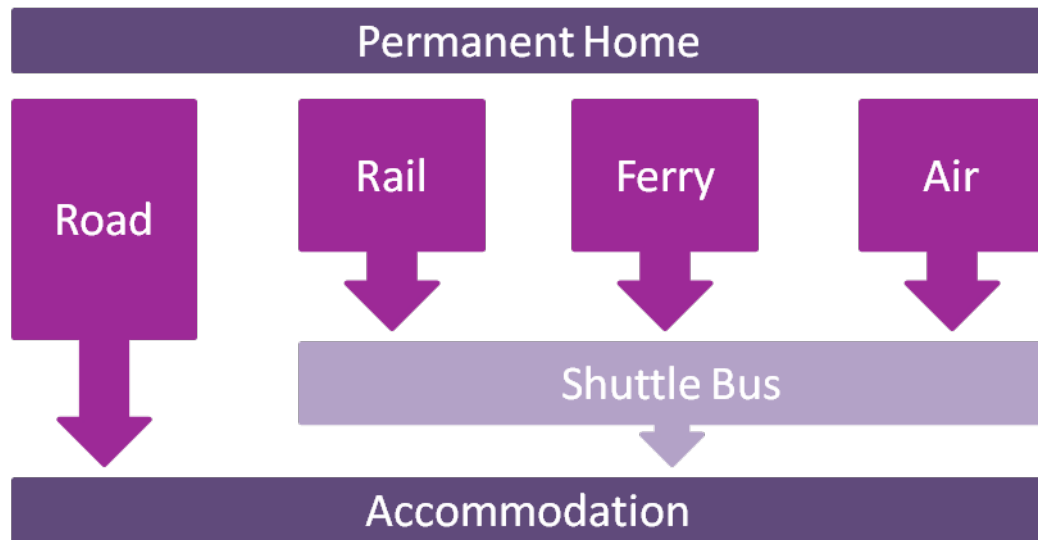 Permanent Home
Road
Rail
Ferry
Air
Shuttle Bus
Accommodation